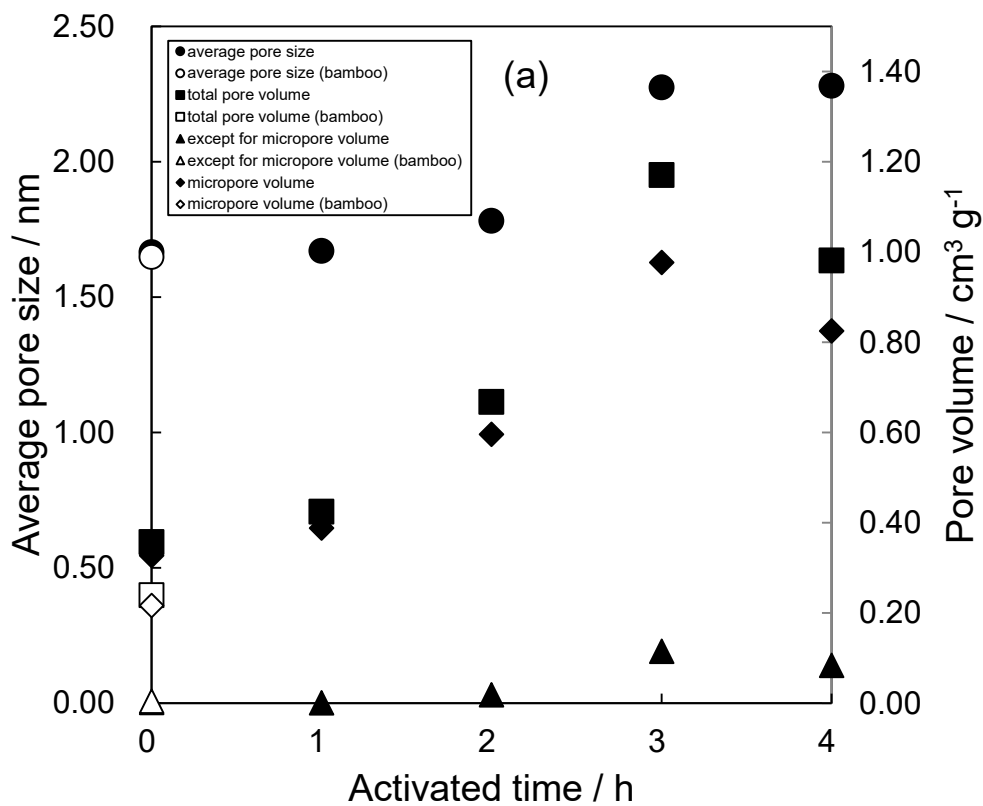 2.50
2.00
1.50
1.00
0.50
0.00
Average pore size / nm
average pore size
average pore size (bamboo)
total pore volume
total pore volume (bamboo)
except for micropore volume
except for micropore volume (bamboo)
micropore volume
micropore volume (bamboo)
(a)
1.40
1.20
1.00
0.80
0.60
0.40
0.20
0.00
Pore volume / cm³ g⁻¹
0 1 2 3 4
Activated time / h